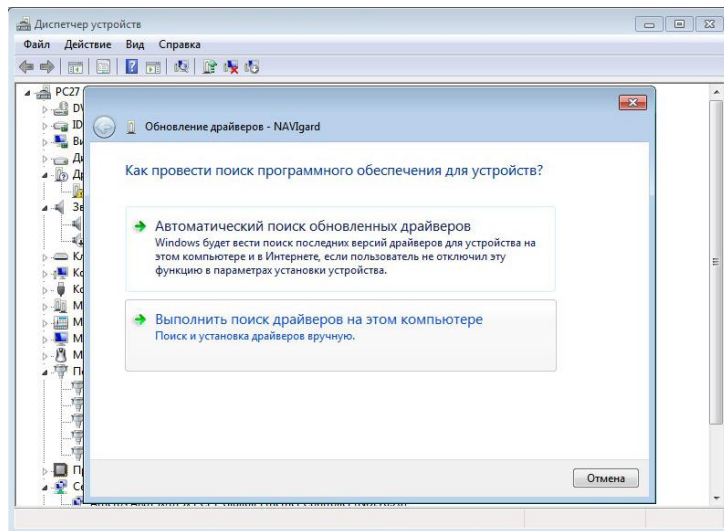 Диспетчер устройств
Файл Действие Вид Справка
PC27
Обновление драйверов - NAVIgard
Как провести поиск программного обеспечения для устройств?
Автоматический поиск обновленных драйверов
Windows будет вести поиск последних версий драйверов для устройства на
этом компьютере и в Интернете, если пользователь не отключил эту
функцию в параметрах установки устройства.
Выполнить поиск драйверов на этом компьютере
Поиск и установка драйверов вручную.
Отмена